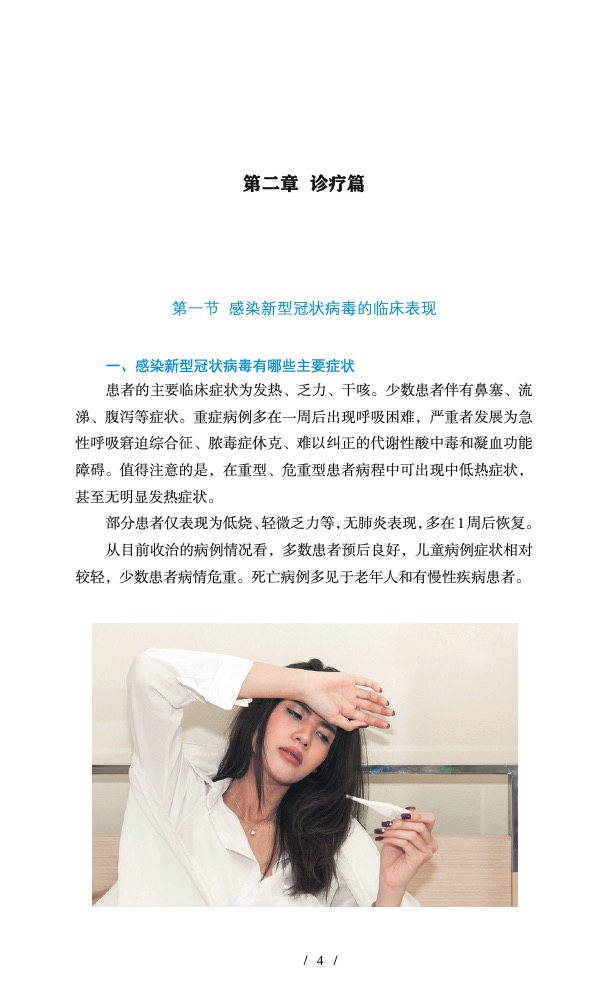 第二章 诊疗篇
第一节 感染新型冠状病毒的临床表现
一、感染新型冠状病毒有哪些主要症状
患者的主要临床症状为发热、乏力、干咳。少数患者伴有鼻塞、流
涕、腹泻等症状。重症病例多在一周后出现呼吸困难，严重者发展为急
性呼吸窘迫综合征、脓毒症休克、难以纠正的代谢性酸中毒和凝血功能
障碍。值得注意的是，在重型、危重型患者病程中可出现中低热症状，
甚至无明显发热症状。
部分患者仅表现为低烧、轻微乏力等，无肺炎表现，多在1周后恢复。
从目前收治的病例情况看，多数患者预后良好，儿童病例症状相对
较轻，少数患者病情危重。死亡病例多见于老年人和有慢性疾病患者。
/ 4 /